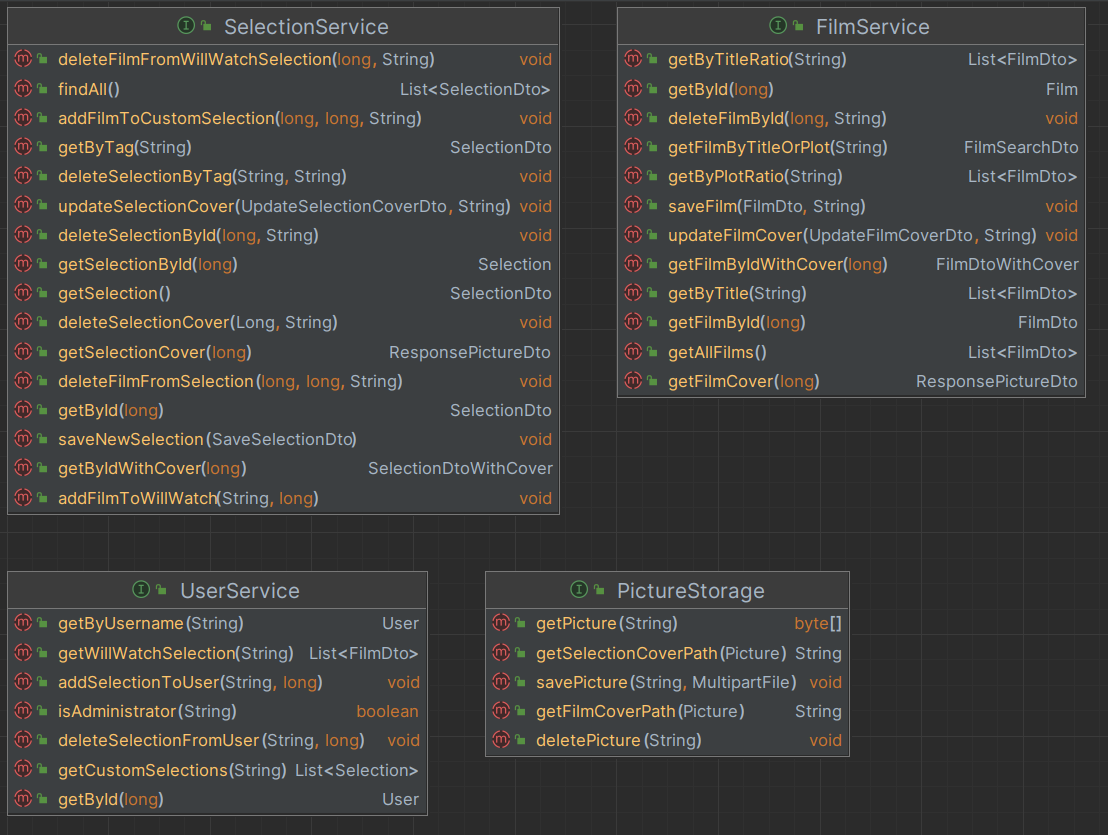 SelectionService
deleteFilmFromWillWatchSelection(long, String) void
findAll() List<SelectionDto>
addFilmToCustomSelection(long, long, String) void
getByTag(String) SelectionDto
deleteSelectionByTag(String, String) void
updateSelectionCover(UpdateSelectionCoverDto, String) void
deleteSelectionById(long, String) void
getSelectionById(long) Selection
getSelection() SelectionDto
deleteSelectionCover(Long, String) void
getSelectionCover(long) ResponsePictureDto
deleteFilmFromSelection(long, long, String) void
getById(long) SelectionDto
saveNewSelection(SaveSelectionDto) void
getByIdWithCover(long) SelectionDtoWithCover
addFilmToWillWatch(String, long) void
FilmService
getByTitleRatio(String) List<FilmDto>
getById(long) Film
deleteFilmById(long, String) void
getFilmByTitleOrPlot(String) FilmSearchDto
getByPlotRatio(String) List<FilmDto>
saveFilm(FilmDto, String) void
updateFilmCover(UpdateFilmCoverDto, String) void
getFilmByIdWithCover(long) FilmDtoWithCover
getByTitle(String) List<FilmDto>
getFilmById(long) FilmDto
getAllFilms() List<FilmDto>
getFilmCover(long) ResponsePictureDto
UserService
getByUsername(String) User
getWillWatchSelection(String) List<FilmDto>
addSelectionToUser(String, long) void
isAdministrator(String) boolean
deleteSelectionFromUser(String, long) void
getCustomSelections(String) List<Selection>
getById(long) User
PictureStorage
getPicture(String) byte[]
getSelectionCoverPath(Picture) String
savePicture(String, MultipartFile) void
getFilmCoverPath(Picture) String
deletePicture(String) void